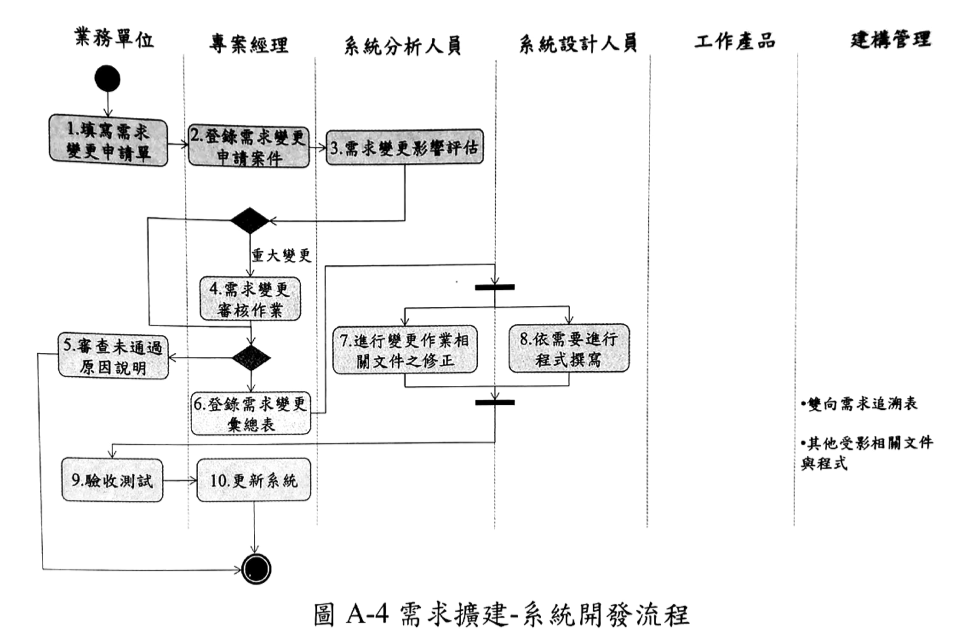 業務單位
專案經理
系統分析人員
系統設計人員
工作產品
建構管理
1.填寫需求
變更申請單
2.登錄需求變更
申請案件
3.需求變更影響評估
重大變更
4.需求變更
審核作業
5.審查未通過
原因說明
6.登錄需求變更
彙總表
7.進行變更作業相
關文件之修正
8.依需要進行
程式撰寫
•雙向需求追溯表
•其他受影相關文件
與程式
9.驗收測試
10.更新系統
圖 A-4 需求擴建-系統開發流程